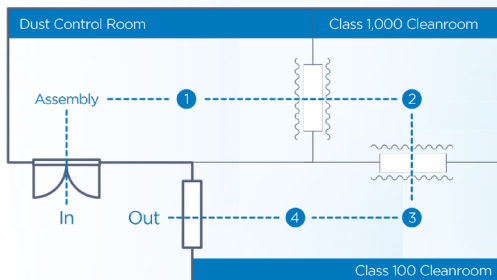 Dust Control Room
Class 1,000 Cleanroom
Assembly
1
2
In
Out
4
3
Class 100 Cleanroom